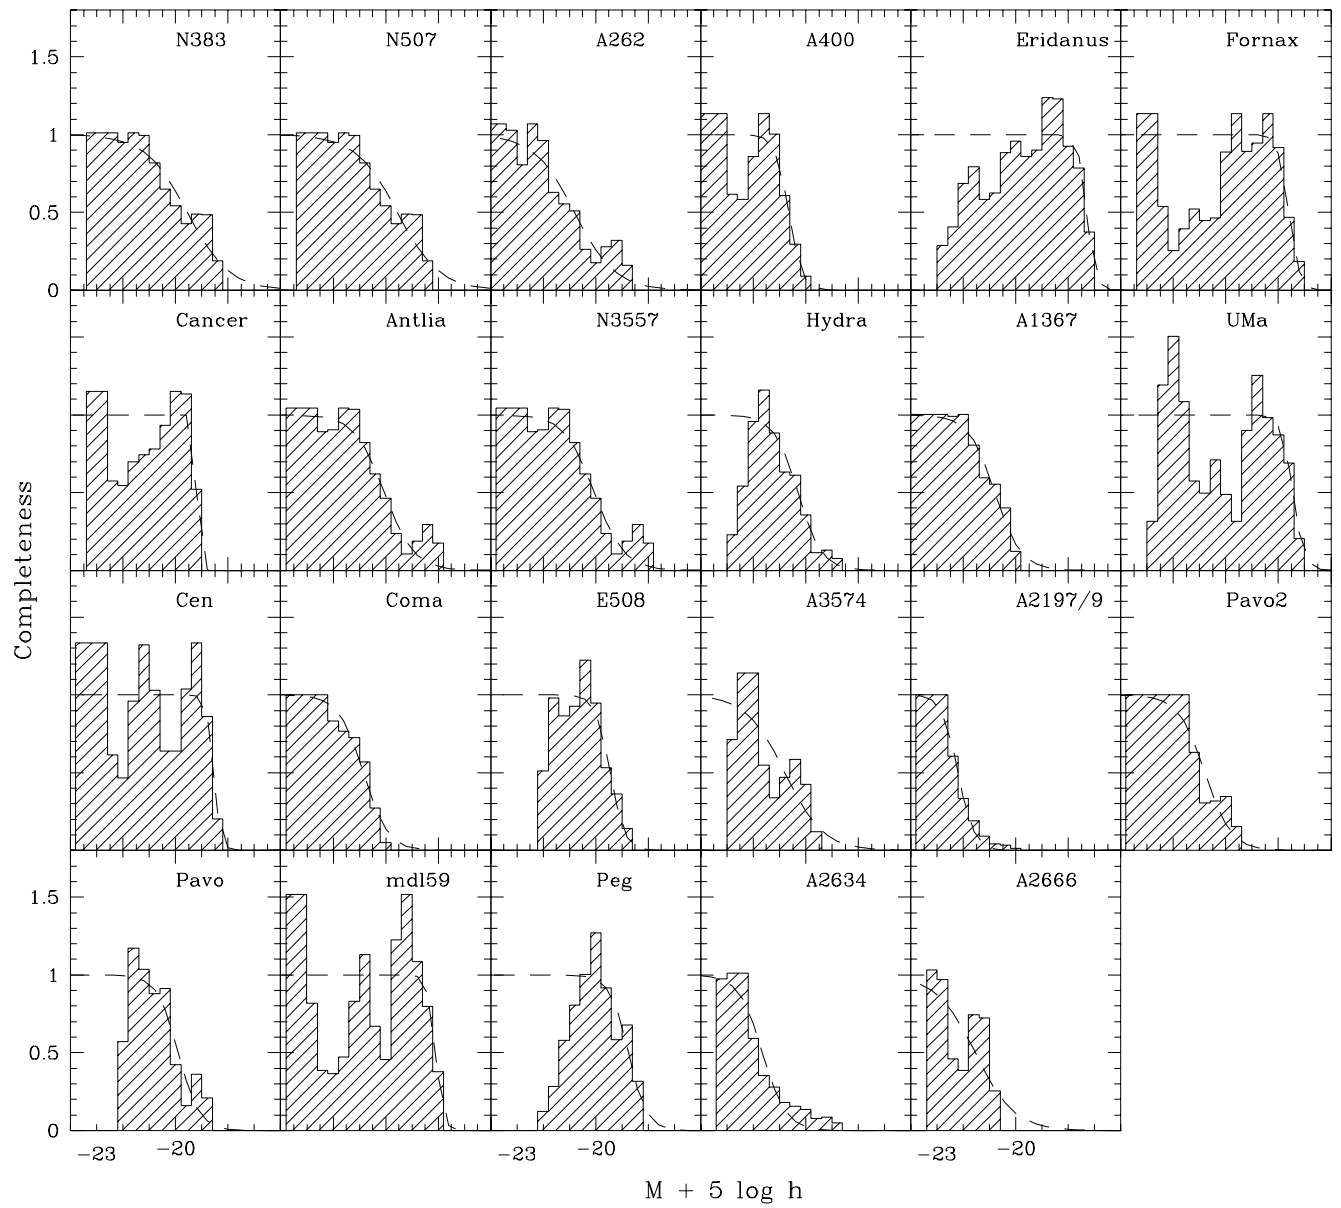 N383 N507 A262 A400 Eridanus Fornax
1.5
1
0.5
0
Cancer Antlia N3557 Hydra A1367 UMa
Completeness
Cen Coma E508 A3574 A2197/9 Pavo2
Pavo mdl59 Peg A2634 A2666
1.5
1
0.5
0
-23 -20 -23 -20 -23 -20
M + 5 log h